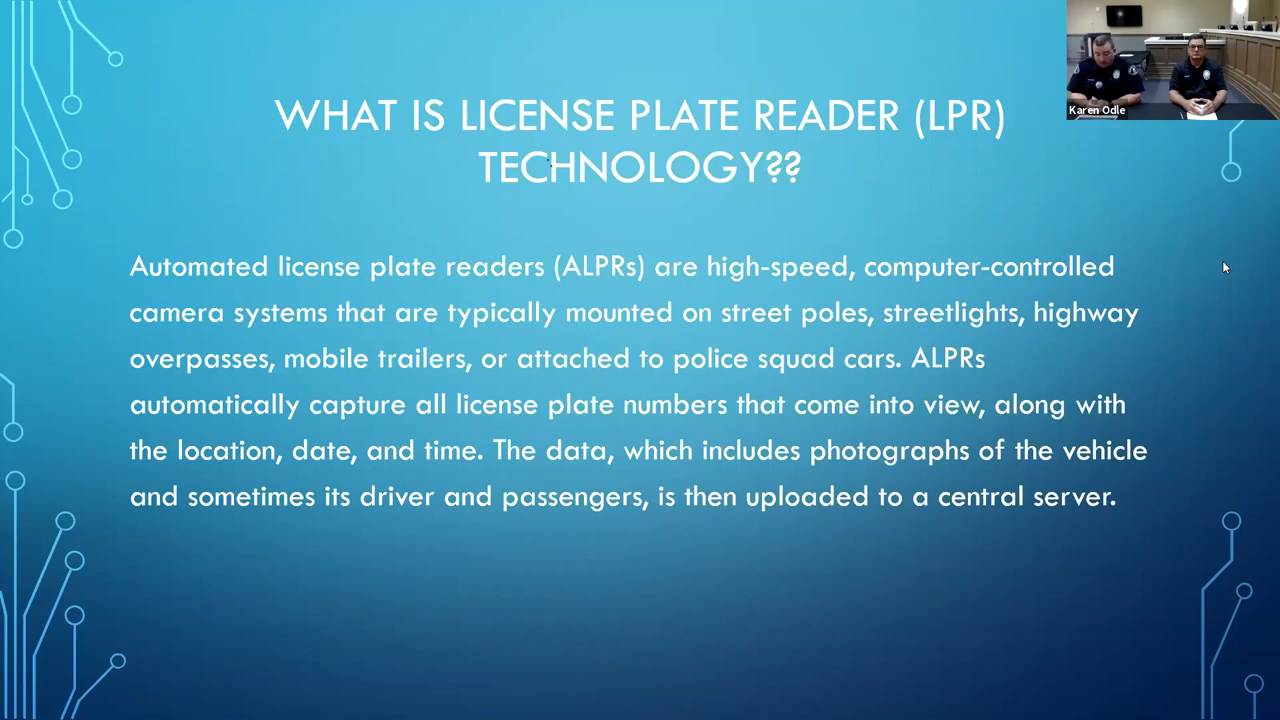 Karen Odle
WHAT IS LICENSE PLATE READER (LPR)
TECHNOLOGY??
Automated license plate readers (ALPRs) are high-speed, computer-controlled
camera systems that are typically mounted on street poles, streetlights, highway
overpasses, mobile trailers, or attached to police squad cars. ALPRs
automatically capture all license plate numbers that come into view, along with
the location, date, and time. The data, which includes photographs of the vehicle
and sometimes its driver and passengers, is then uploaded to a central server.